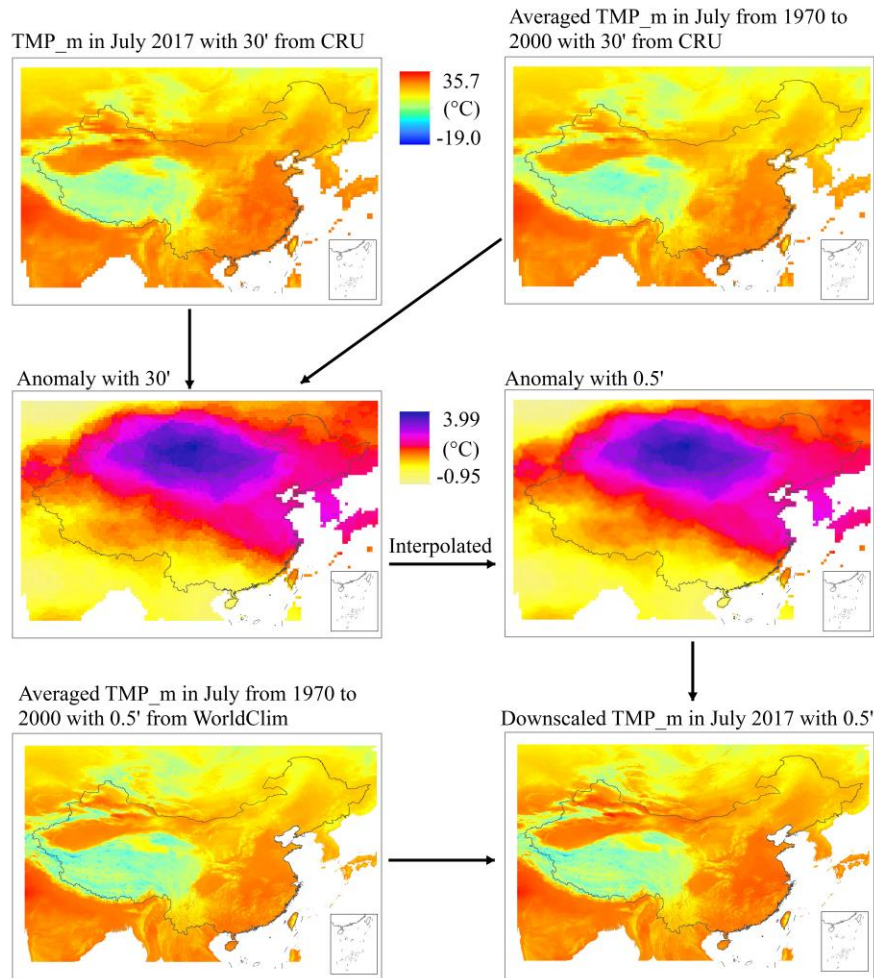 TMP_m in July 2017 with 30' from CRU
Averaged TMP_m in July from 1970 to
2000 with 30' from CRU
35.7
(°C)
-19.0
Anomaly with 30'
Anomaly with 0.5'
3.99
(°C)
-0.95
Interpolated
Averaged TMP_m in July from 1970 to
2000 with 0.5' from WorldClim
Downscaled TMP_m in July 2017 with 0.5'